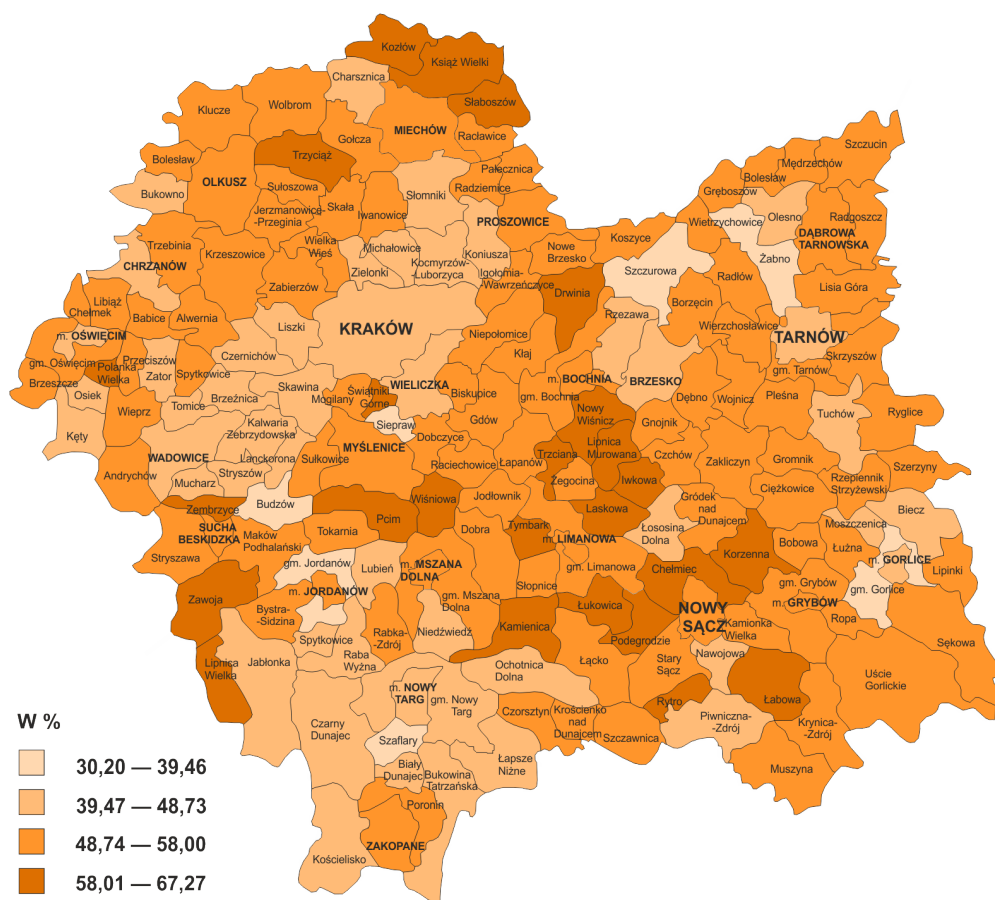 Kozłów
Książ Wielki
Charsznica
Słaboszów
Klucze
Wolbrom
MIECHÓW
Gołcza
Racławice
Szczucin
Bolesław
Trzyciąż
Pałecznica
Mędrzechów
Bolesław
OLKUSZ
Sułoszowa
Radziemice
Gręboszów
Bukowno
Słomniki
Jerzmanowice-
-Przeginia
Skała
Iwanowice
PROSZOWICE
Wietrzychowice
Olesno
Radgoszcz
DĄBROWA
TARNOWSKA
Trzebinia
Krzeszowice
Wielka
Wieś
Michałowice
Koniusza
Nowe
Brzesko
Koszyce
CHRZANÓW
Zielonki
Kocmyrzów-
-Luborzyca
Igołomia-
-Wawrzeńczyce
Szczurowa
Żabno
Zabierzów
Drwinia
Radłów
Lisia Góra
Libiąż
Chełmek
Babice
Alwernia
Liszki
KRAKÓW
Niepołomice
Rzezawa
Borzęcin
Wierzchosławice
TARNÓW
m. OŚWIĘCIM
gm. Oświęcim
Polanka
Wielka
Przeciszów
Zator
Spytkowice
Czernichów
Kłaj
Skrzyszów
gm. Tarnów
Brzeszcze
Osiek
Skawina
WIELICZKA
m. BOCHNIA
BRZESKO
Wieprz
Tomice
Brzeźnica
Mogilany
Świątniki
Górne
Biskupice
gm. Bochnia
Dębno
Wojnicz
Pleśna
Tuchów
Ryglice
Kęty
Kalwaria
Zebrzydowska
Siepraw
Gdów
Nowy
Wiśnicz
Gnojnik
Dobczyce
MYŚLENICE
Lipnica
Murowana
WADOWICE
Lanckorona
Sułkowice
Raciechowice
Łapanów
Trzciana
Czchów
Zakliczyn
Gromnik
Szerzyny
Andrychów
Mucharz
Stryszów
Żegocina
Iwkowa
Ciężkowice
Rzepiennik
Strzyżewski
Zembrzyce
Budzów
Pcim
Wiśniowa
Jodłownik
Laskowa
Gródek
nad
Dunajcem
Biecz
SUCHA
BESKIDZKA
Maków
Podhalański
Tokarnia
Dobra
Tymbark
m. LIMANOWA
Łososina
Dolna
Moszczenica
Stryszawa
gm. Jordanów
Lubień
m. MSZANA
DOLNA
gm. Limanowa
Chełmiec
Korzenna
Bobowa
Łużna
m. GORLICE
Lipinki
Zawoja
m. JORDANÓW
Słopnice
gm. Grybów
gm. Gorlice
Bystra-
-Sidzina
gm. Mszana
Dolna
Łukowica
NOWY
SĄCZ
m. GRYBÓW
Ropa
Spytkowice
Rabka-
-Zdrój
Niedźwiedź
Kamienica
Podegrodzie
Kamionka
Wielka
Sękowa
Lipnica
Wielka
Jabłonka
Raba
Wyżna
Ochotnica
Dolna
Łącko
Stary
Sącz
Nawojowa
Uście
Gorlickie
m. NOWY
TARG
gm. Nowy
Targ
Czorsztyn
Krościenko
nad
Dunajcem
Rytro
Łabowa
Czarny
Dunajec
Szaflary
Szczawnica
Piwniczna-
-Zdrój
Krynica-
-Zdrój
Biały
Dunajec
Bukowina
Tatrzańska
Łapsze
Niżne
Muszyna
Poronin
ZAKOPANE
Kościelisko
W %
30,20 — 39,46
39,47 — 48,73
48,74 — 58,00
58,01 — 67,27